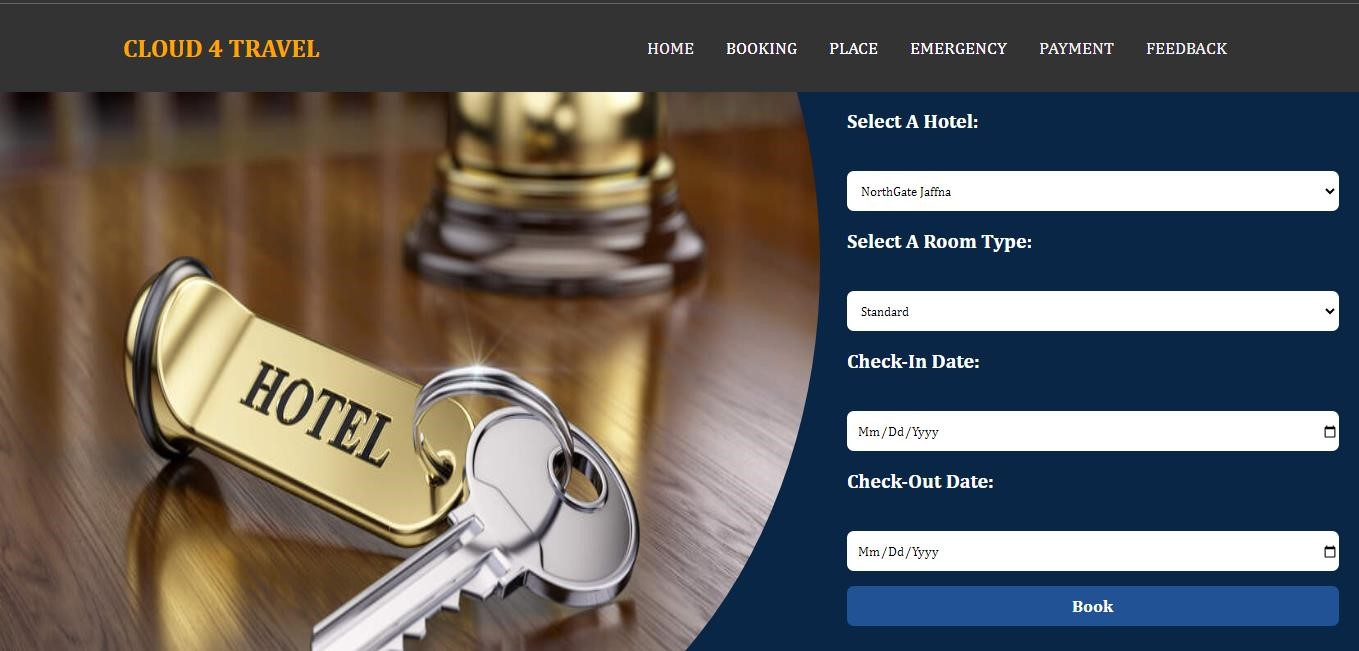 CLOUD 4 TRAVEL
HOME BOOKING PLACE EMERGENCY PAYMENT FEEDBACK
HOTEL
Select A Hotel:
NorthGate Jaffna
Select A Room Type:
Standard
Check-In Date:
Mm/Dd/Yyyy
Check-Out Date:
Mm/Dd/Yyyy
Book